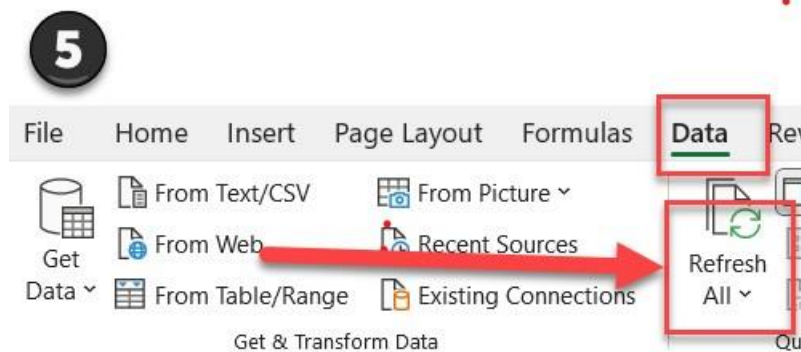 5
File Home Insert Page Layout Formulas Data
From Text/CSV From Picture
From Web Recent Sources
Get Data From Table/Range Existing Connections
Refresh All
Get & Transform Data